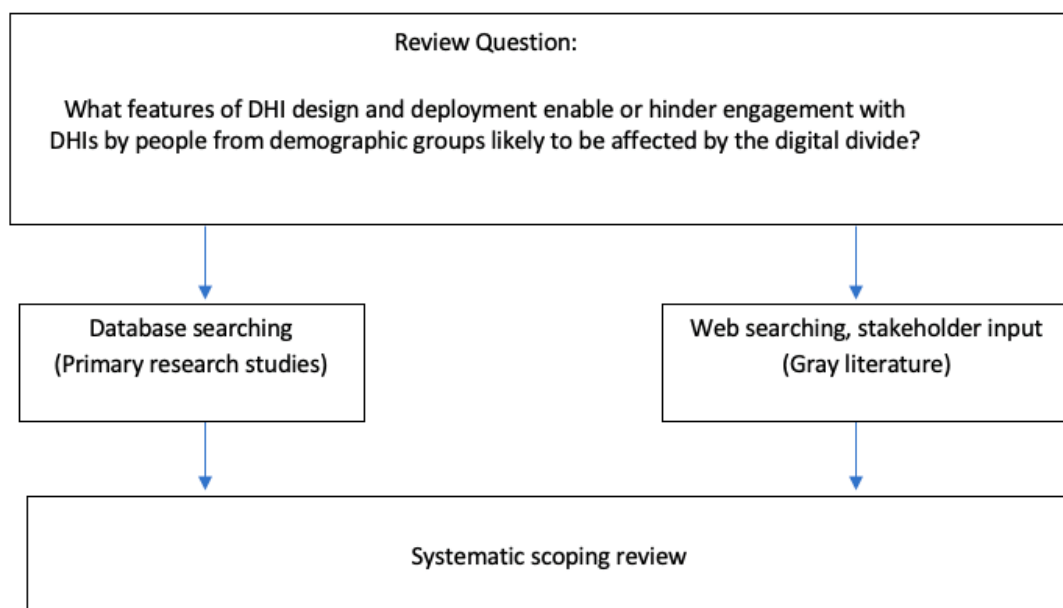 Review Question:
What features of DHI design and deployment enable or hinder engagement with
DHIs by people from demographic groups likely to be affected by the digital divide?
Database searching
(Primary research studies)
Web searching, stakeholder input
(Gray literature)
Systematic scoping review